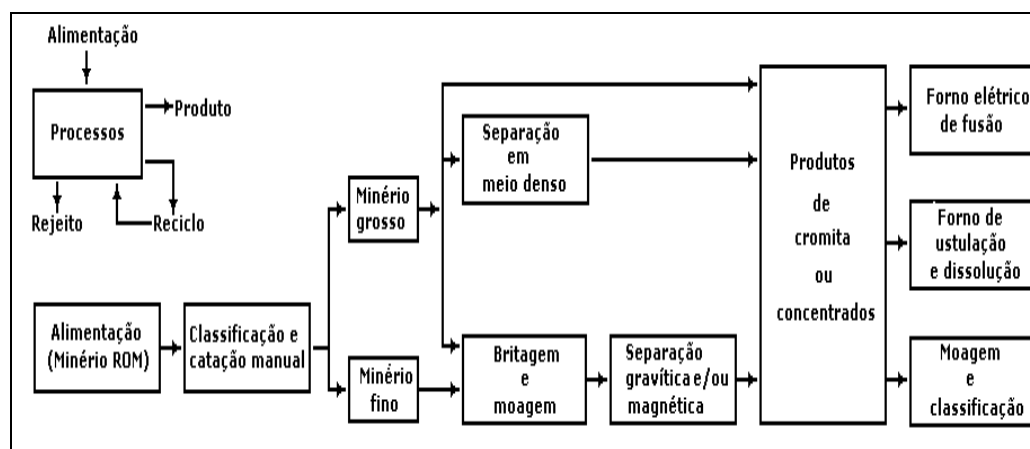 Alimentação
Processos
Produto
Rejeito
Reciclo
Alimentação
(Minério ROM)
Classificação e
catação manual
Minério
grosso
Minério
fino
Separação
em
meio denso
Britagem
e
moagem
Separação
gravítica e/ou
magnética
Produtos
de
cromita
ou
concentrados
Forno elétrico
de fusão
Forno de
ustulação
e dissolução
Moagem
e
classificação